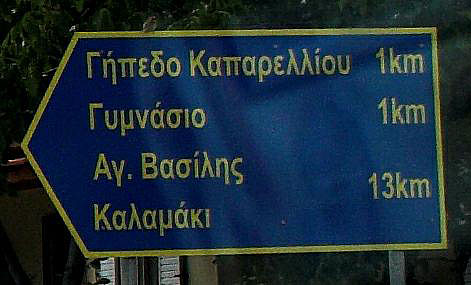 Γήπεδο Καπαρελλίου 1km
Γυμνάσιο 1km
Αγ. Βασίλης
13km
Καλαμάκι